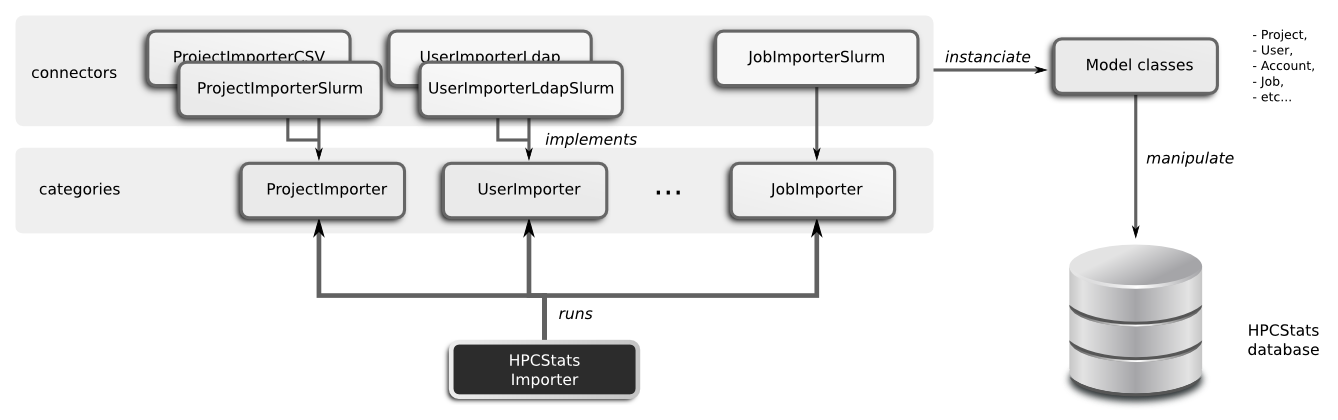 connectors
ProjectImporterCSV
ProjectImporterSlurm
UserImporterLdap
UserImporterLdapSlurm
JobImporterSlurm
instanciate
Model classes
- Project,
- User,
- Account,
- Job,
- etc...
implements
categories
ProjectImporter
UserImporter
...
JobImporter
manipulate
runs
HPCStats
Importer
HPCStats
database